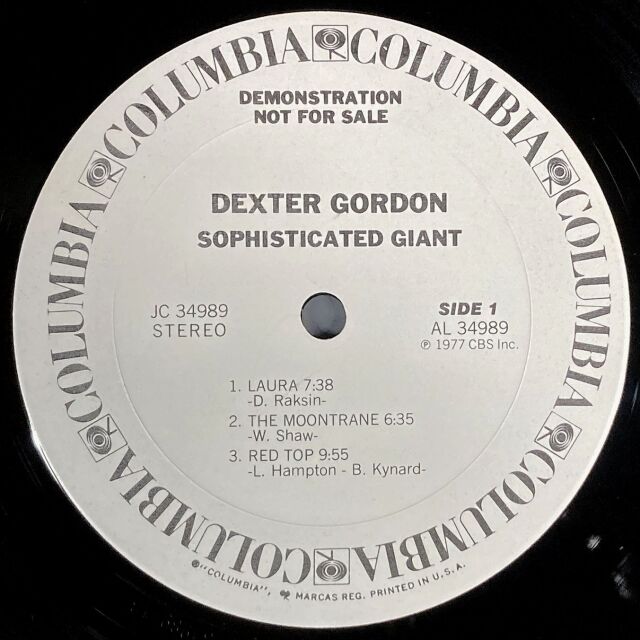 COLUMBIA COLUMBIA COLUMBIA COLUMBIA COLUMBIA COLUMBIA COLUMBIA COLUMBIA
DEMONSTRATION
NOT FOR SALE
DEXTER GORDON
SOPHISTICATED GIANT
JC 34989
STEREO
SIDE 1
AL 34989
℗ 1977 CBS Inc.
1. LAURA 7:38
-D. Raksin-
2. THE MOONTRANE 6:35
-W. Shaw-
3. RED TOP 9:55
-L. Hampton - B. Kynard-
®"COLUMBIA", MARCAS REG. PRINTED IN U.S.A.